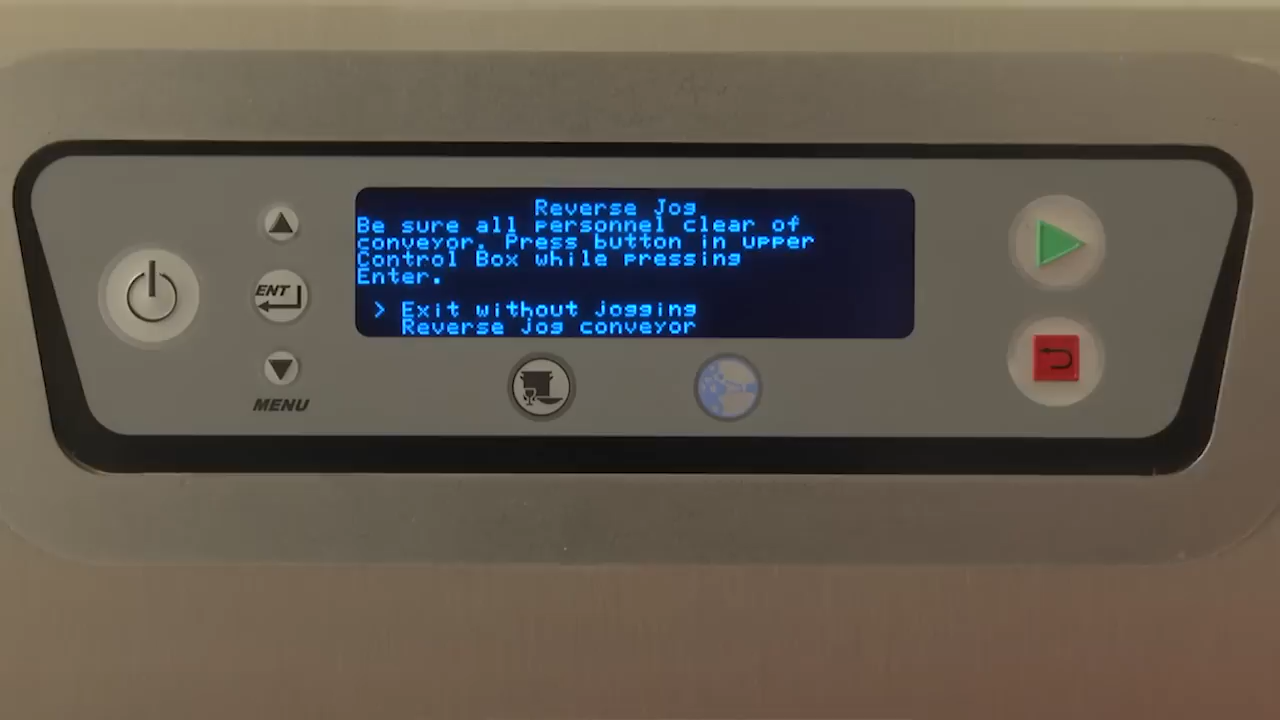 Reverse Jog
Be sure all personnel clear of
conveyor. Press button in upper
Control Box while pressing
Enter.
> Exit without jogging
Reverse Jog conveyor
ENT
MENU